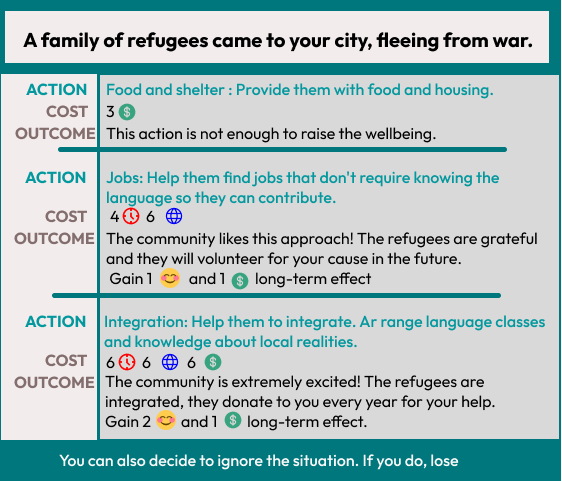 A family of refugees came to your city, fleeing from war.
ACTION Food and shelter : Provide them with food and housing.
COST 3 $
OUTCOME This action is not enough to raise the wellbeing.
ACTION Jobs: Help them find jobs that don't require knowing the
language so they can contribute.
COST 4 6
OUTCOME The community likes this approach! The refugees are grateful
and they will volunteer for your cause in the future.
Gain 1 and 1 $ long-term effect
ACTION Integration: Help them to integrate. Ar range language classes
and knowledge about local realities.
COST 6 6 6 $
OUTCOME The community is extremely excited! The refugees are
integrated, they donate to you every year for your help.
Gain 2 and 1 $ long-term effect.
You can also decide to ignore the situation. If you do, lose